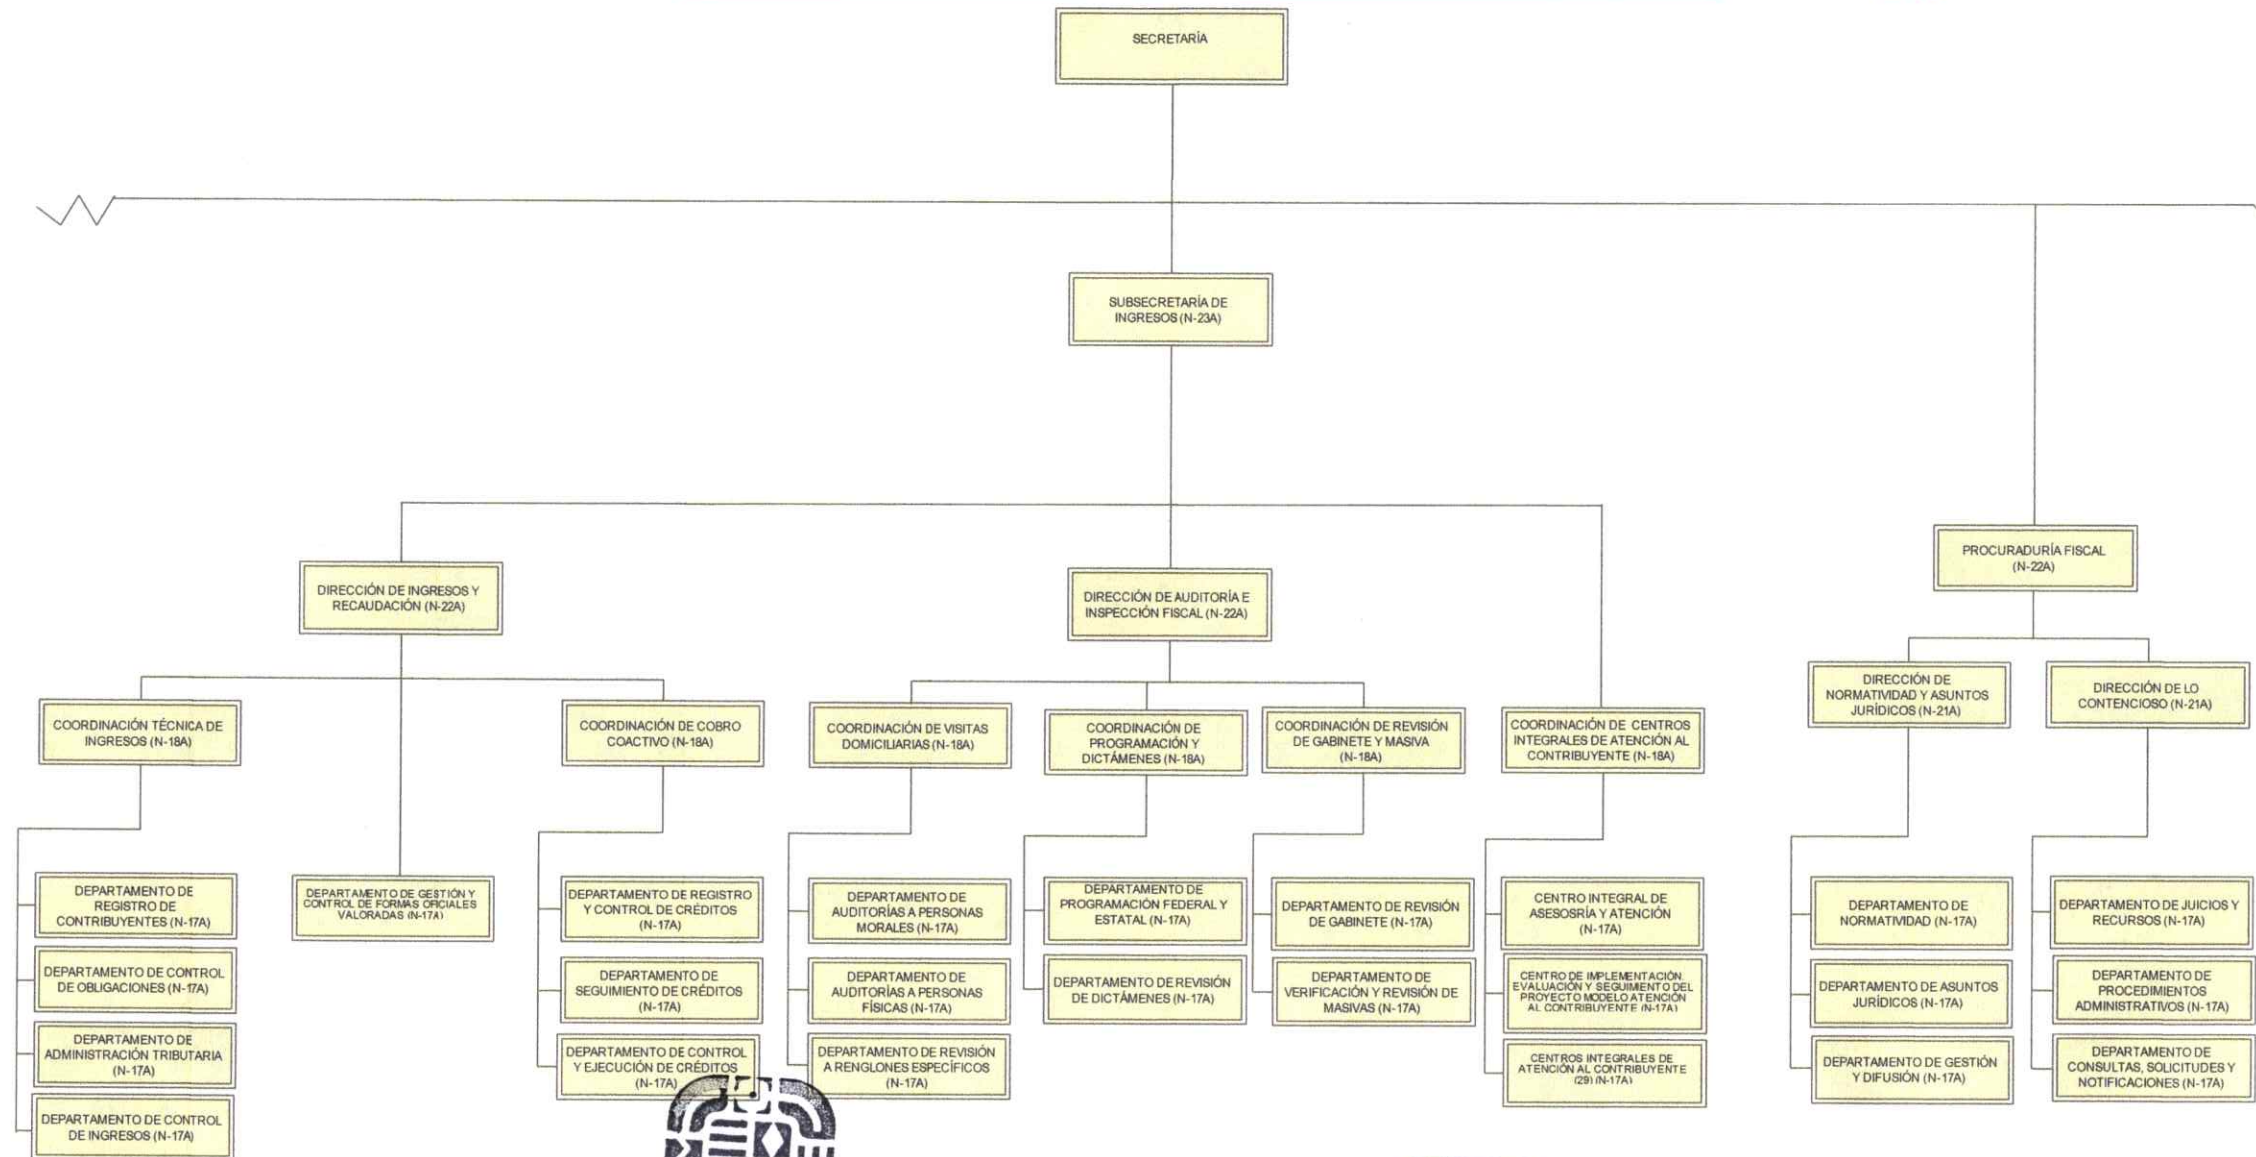 SECRETARÍA
SUBSECRETARÍA DE
INGRESOS (N-23A)
PROCURADURÍA FISCAL
(N-22A)
DIRECCIÓN DE INGRESOS Y
RECAUDACIÓN (N-22A)
DIRECCIÓN DE AUDITORÍA E
INSPECCIÓN FISCAL (N-22A)
DIRECCIÓN DE
NORMATIVIDAD Y ASUNTOS
JURÍDICOS (N-21A)
DIRECCIÓN DE LO
CONTENCIOSO (N-21A)
COORDINACIÓN TÉCNICA DE
INGRESOS (N-18A)
COORDINACIÓN DE COBRO
COACTIVO (N-18A)
COORDINACIÓN DE VISITAS
DOMICILIARIAS (N-18A)
COORDINACIÓN DE
PROGRAMACIÓN Y
DICTÁMENES (N-18A)
COORDINACIÓN DE REVISIÓN
DE GABINETE Y MASIVA
(N-18A)
COORDINACIÓN DE CENTROS
INTEGRALES DE ATENCIÓN AL
CONTRIBUYENTE (N-18A)
DEPARTAMENTO DE
REGISTRO DE
CONTRIBUYENTES (N-17A)
DEPARTAMENTO DE CONTROL
DE OBLIGACIONES (N-17A)
DEPARTAMENTO DE
ADMINISTRACIÓN TRIBUTARIA
(N-17A)
DEPARTAMENTO DE CONTROL
DE INGRESOS (N-17A)
DEPARTAMENTO DE GESTIÓN Y
CONTROL DE FORMAS OFICIALES
VALORADAS (N-17A)
DEPARTAMENTO DE REGISTRO
Y CONTROL DE CRÉDITOS
(N-17A)
DEPARTAMENTO DE
SEGUIMIENTO DE CRÉDITOS
(N-17A)
DEPARTAMENTO DE CONTROL
Y EJECUCIÓN DE CRÉDITOS
(N-17A)
DEPARTAMENTO DE
AUDITORÍAS A PERSONAS
MORALES (N-17A)
DEPARTAMENTO DE
AUDITORÍAS A PERSONAS
FÍSICAS (N-17A)
DEPARTAMENTO DE REVISIÓN
A RENGLONES ESPECÍFICOS
(N-17A)
DEPARTAMENTO DE
PROGRAMACIÓN FEDERAL Y
ESTATAL (N-17A)
DEPARTAMENTO DE REVISIÓN
DE DICTÁMENES (N-17A)
DEPARTAMENTO DE REVISIÓN
DE GABINETE (N-17A)
DEPARTAMENTO DE
VERIFICACIÓN Y REVISIÓN DE
MASIVAS (N-17A)
CENTRO INTEGRAL DE
ASESOSRÍA Y ATENCIÓN
(N-17A)
CENTRO DE IMPLEMENTACIÓN,
EVALUACIÓN Y SEGUIMIENTO DEL
PROYECTO MODELO ATENCIÓN
AL CONTRIBUYENTE (N-17A)
CENTROS INTEGRALES DE
ATENCIÓN AL CONTRIBUYENTE
(29) (N-17A)
DEPARTAMENTO DE
NORMATIVIDAD (N-17A)
DEPARTAMENTO DE ASUNTOS
JURÍDICOS (N-17A)
DEPARTAMENTO DE GESTIÓN
Y DIFUSIÓN (N-17A)
DEPARTAMENTO DE JUICIOS Y
RECURSOS (N-17A)
DEPARTAMENTO DE
PROCEDIMIENTOS
ADMINISTRATIVOS (N-17A)
DEPARTAMENTO DE
CONSULTAS, SOLICITUDES Y
NOTIFICACIONES (N-17A)